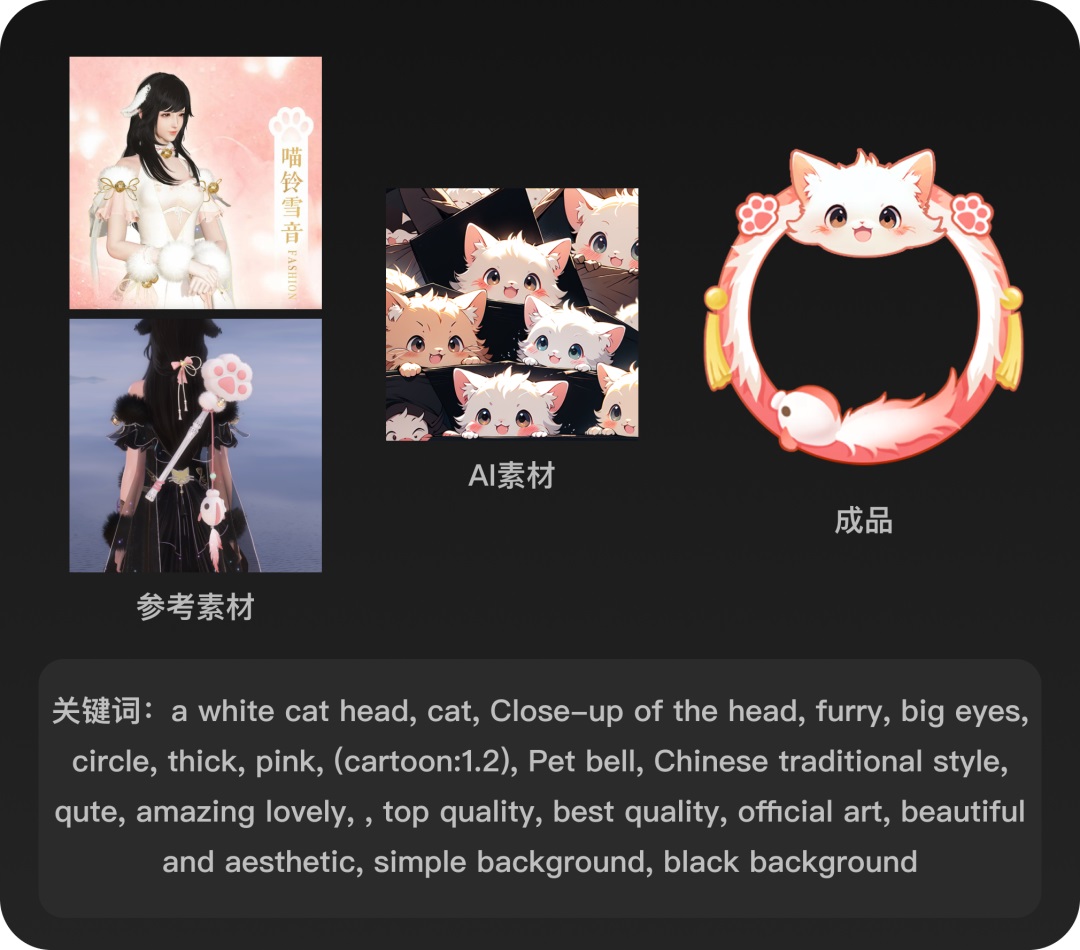 喵铃雪音
FASHION
参考素材
AI素材
成品
关键词：a white cat head, cat, Close-up of the head, furry, big eyes,
circle, thick, pink, (cartoon:1.2), Pet bell, Chinese traditional style,
qute, amazing lovely, , top quality, best quality, official art, beautiful
and aesthetic, simple background, black background